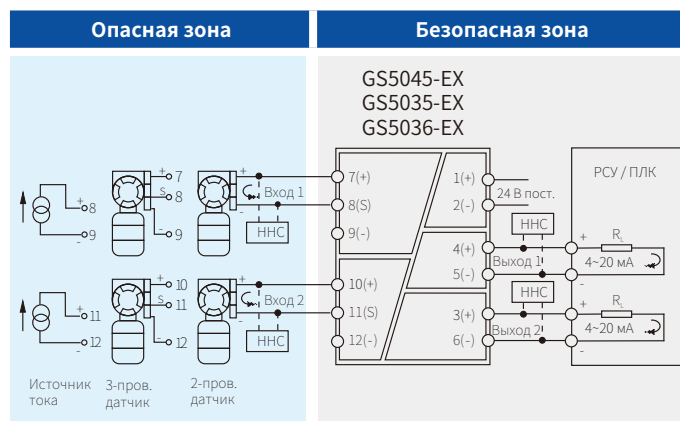 Опасная зона
Безопасная зона
GS5045-EX
GS5035-EX
GS5036-EX
+ 7
S 8
- 9
+ 8
- 9
+
-
Вход 1
ННС
7(+)
8(S)
9(-)
1(+)
2(-)
24 В пост.
4(+)
5(-)
ННС
Выход 1
РСУ / ПЛК
+
RL
4~20 мА
-
+ 10
S 11
- 12
+ 11
- 12
+
-
Вход 2
ННС
10(+)
11(S)
12(-)
3(+)
6(-)
ННС
Выход 2
+
RL
4~20 мА
-
Источник
тока
3-пров.
датчик
2-пров.
датчик